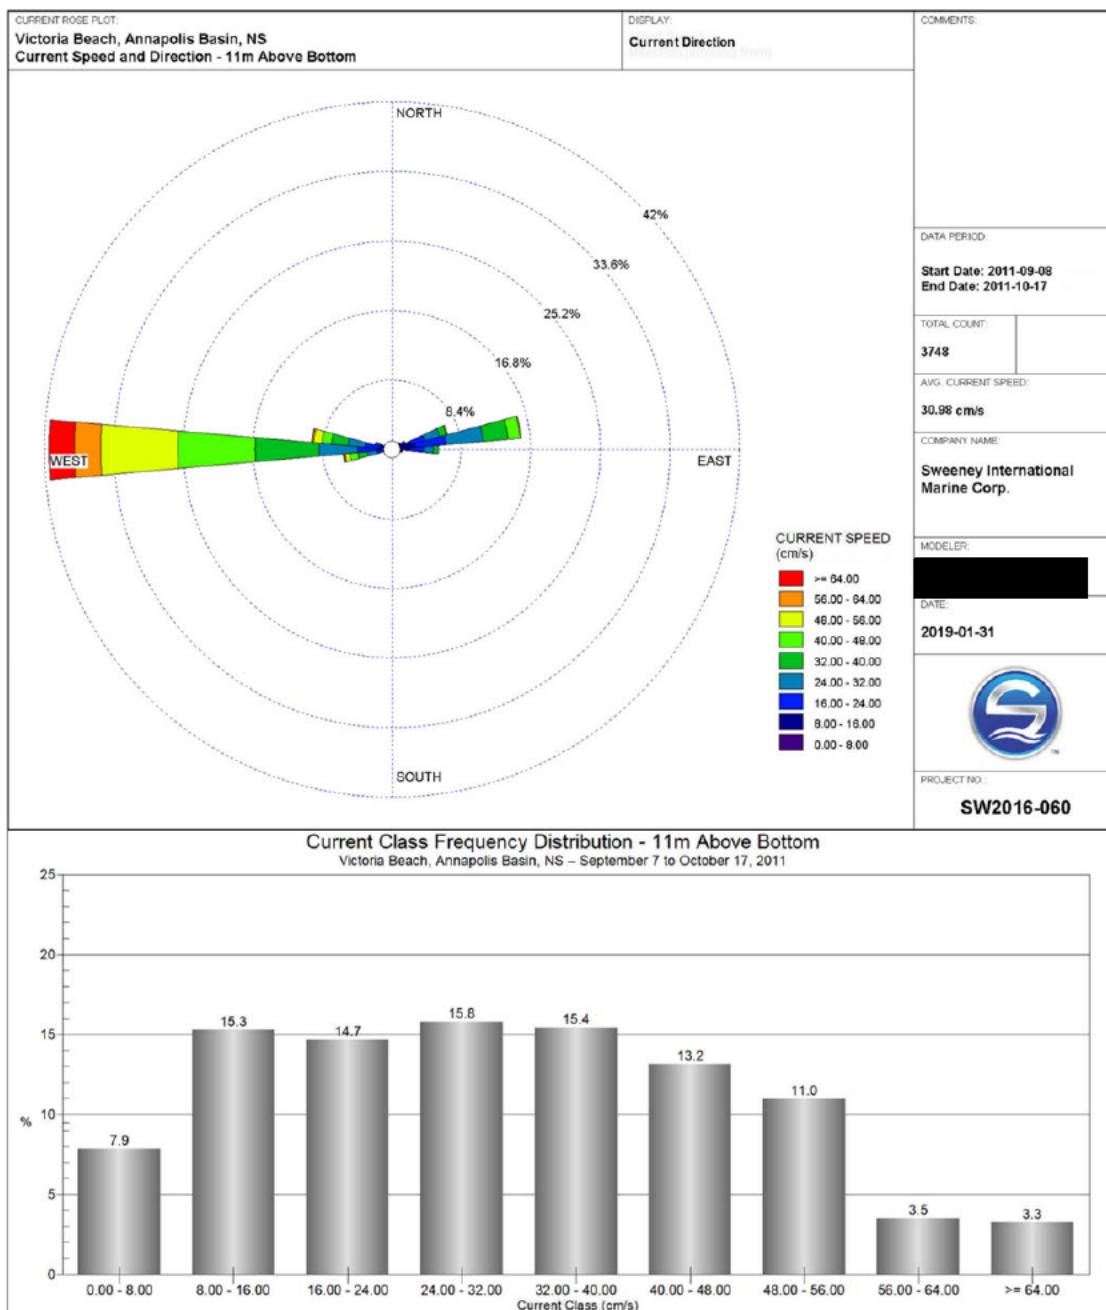 CURRENT ROSE PLOT:
Victoria Beach, Annapolis Basin, NS
Current Speed and Direction - 11m Above Bottom
DISPLAY:
Current Direction
COMMENTS:
NORTH
42%
33.6%
25.2%
16.8%
8.4%
WEST
EAST
SOUTH
CURRENT SPEED
(cm/s)
>= 64.00
56.00 - 64.00
48.00 - 56.00
40.00 - 48.00
32.00 - 40.00
24.00 - 32.00
16.00 - 24.00
8.00 - 16.00
0.00 - 8.00
DATA PERIOD:
Start Date: 2011-09-08
End Date: 2011-10-17
TOTAL COUNT:
3748
AVG. CURRENT SPEED:
30.98 cm/s
COMPANY NAME:
Sweeney International
Marine Corp.
MODELER:
DATE:
2019-01-31
TM
PROJECT NO.:
SW2016-060
Current Class Frequency Distribution - 11m Above Bottom
Victoria Beach, Annapolis Basin, NS – September 7 to October 17, 2011
25
20
15
10
5
0
%
7.9
15.3
14.7
15.8
15.4
13.2
11.0
3.5
3.3
0.00 - 8.00
8.00 - 16.00
16.00 - 24.00
24.00 - 32.00
32.00 - 40.00
40.00 - 48.00
48.00 - 56.00
56.00 - 64.00
>= 64.00
Current Class (cm/s)